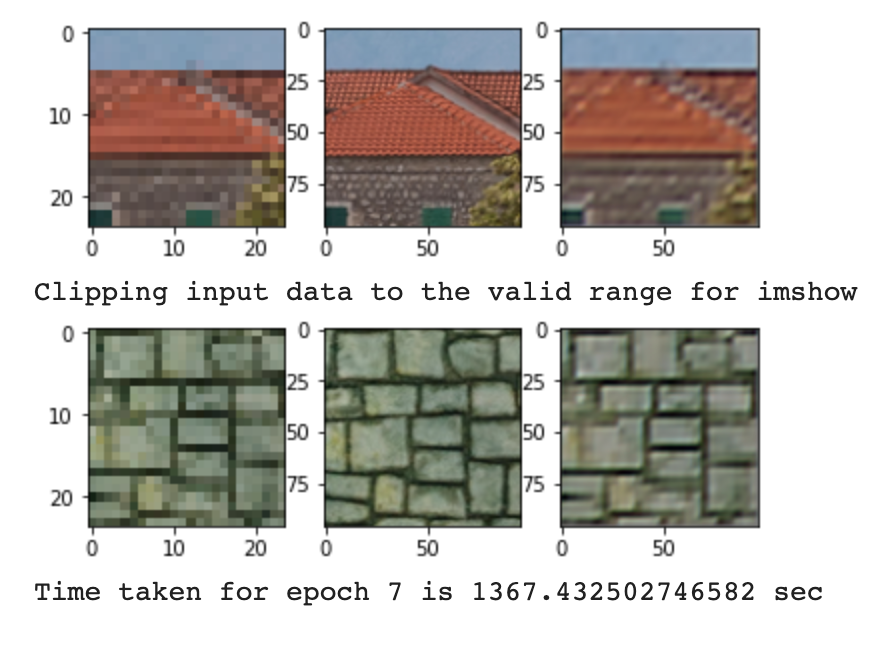 0 0 0
10 25 25
50 50
20 75 75
0 10 20 0 50 0 50
Clipping input data to the valid range for imshow
0 0 0
10 25 25
50 50
20 75 75
0 10 20 0 50 0 50
Time taken for epoch 7 is 1367.432502746582 sec